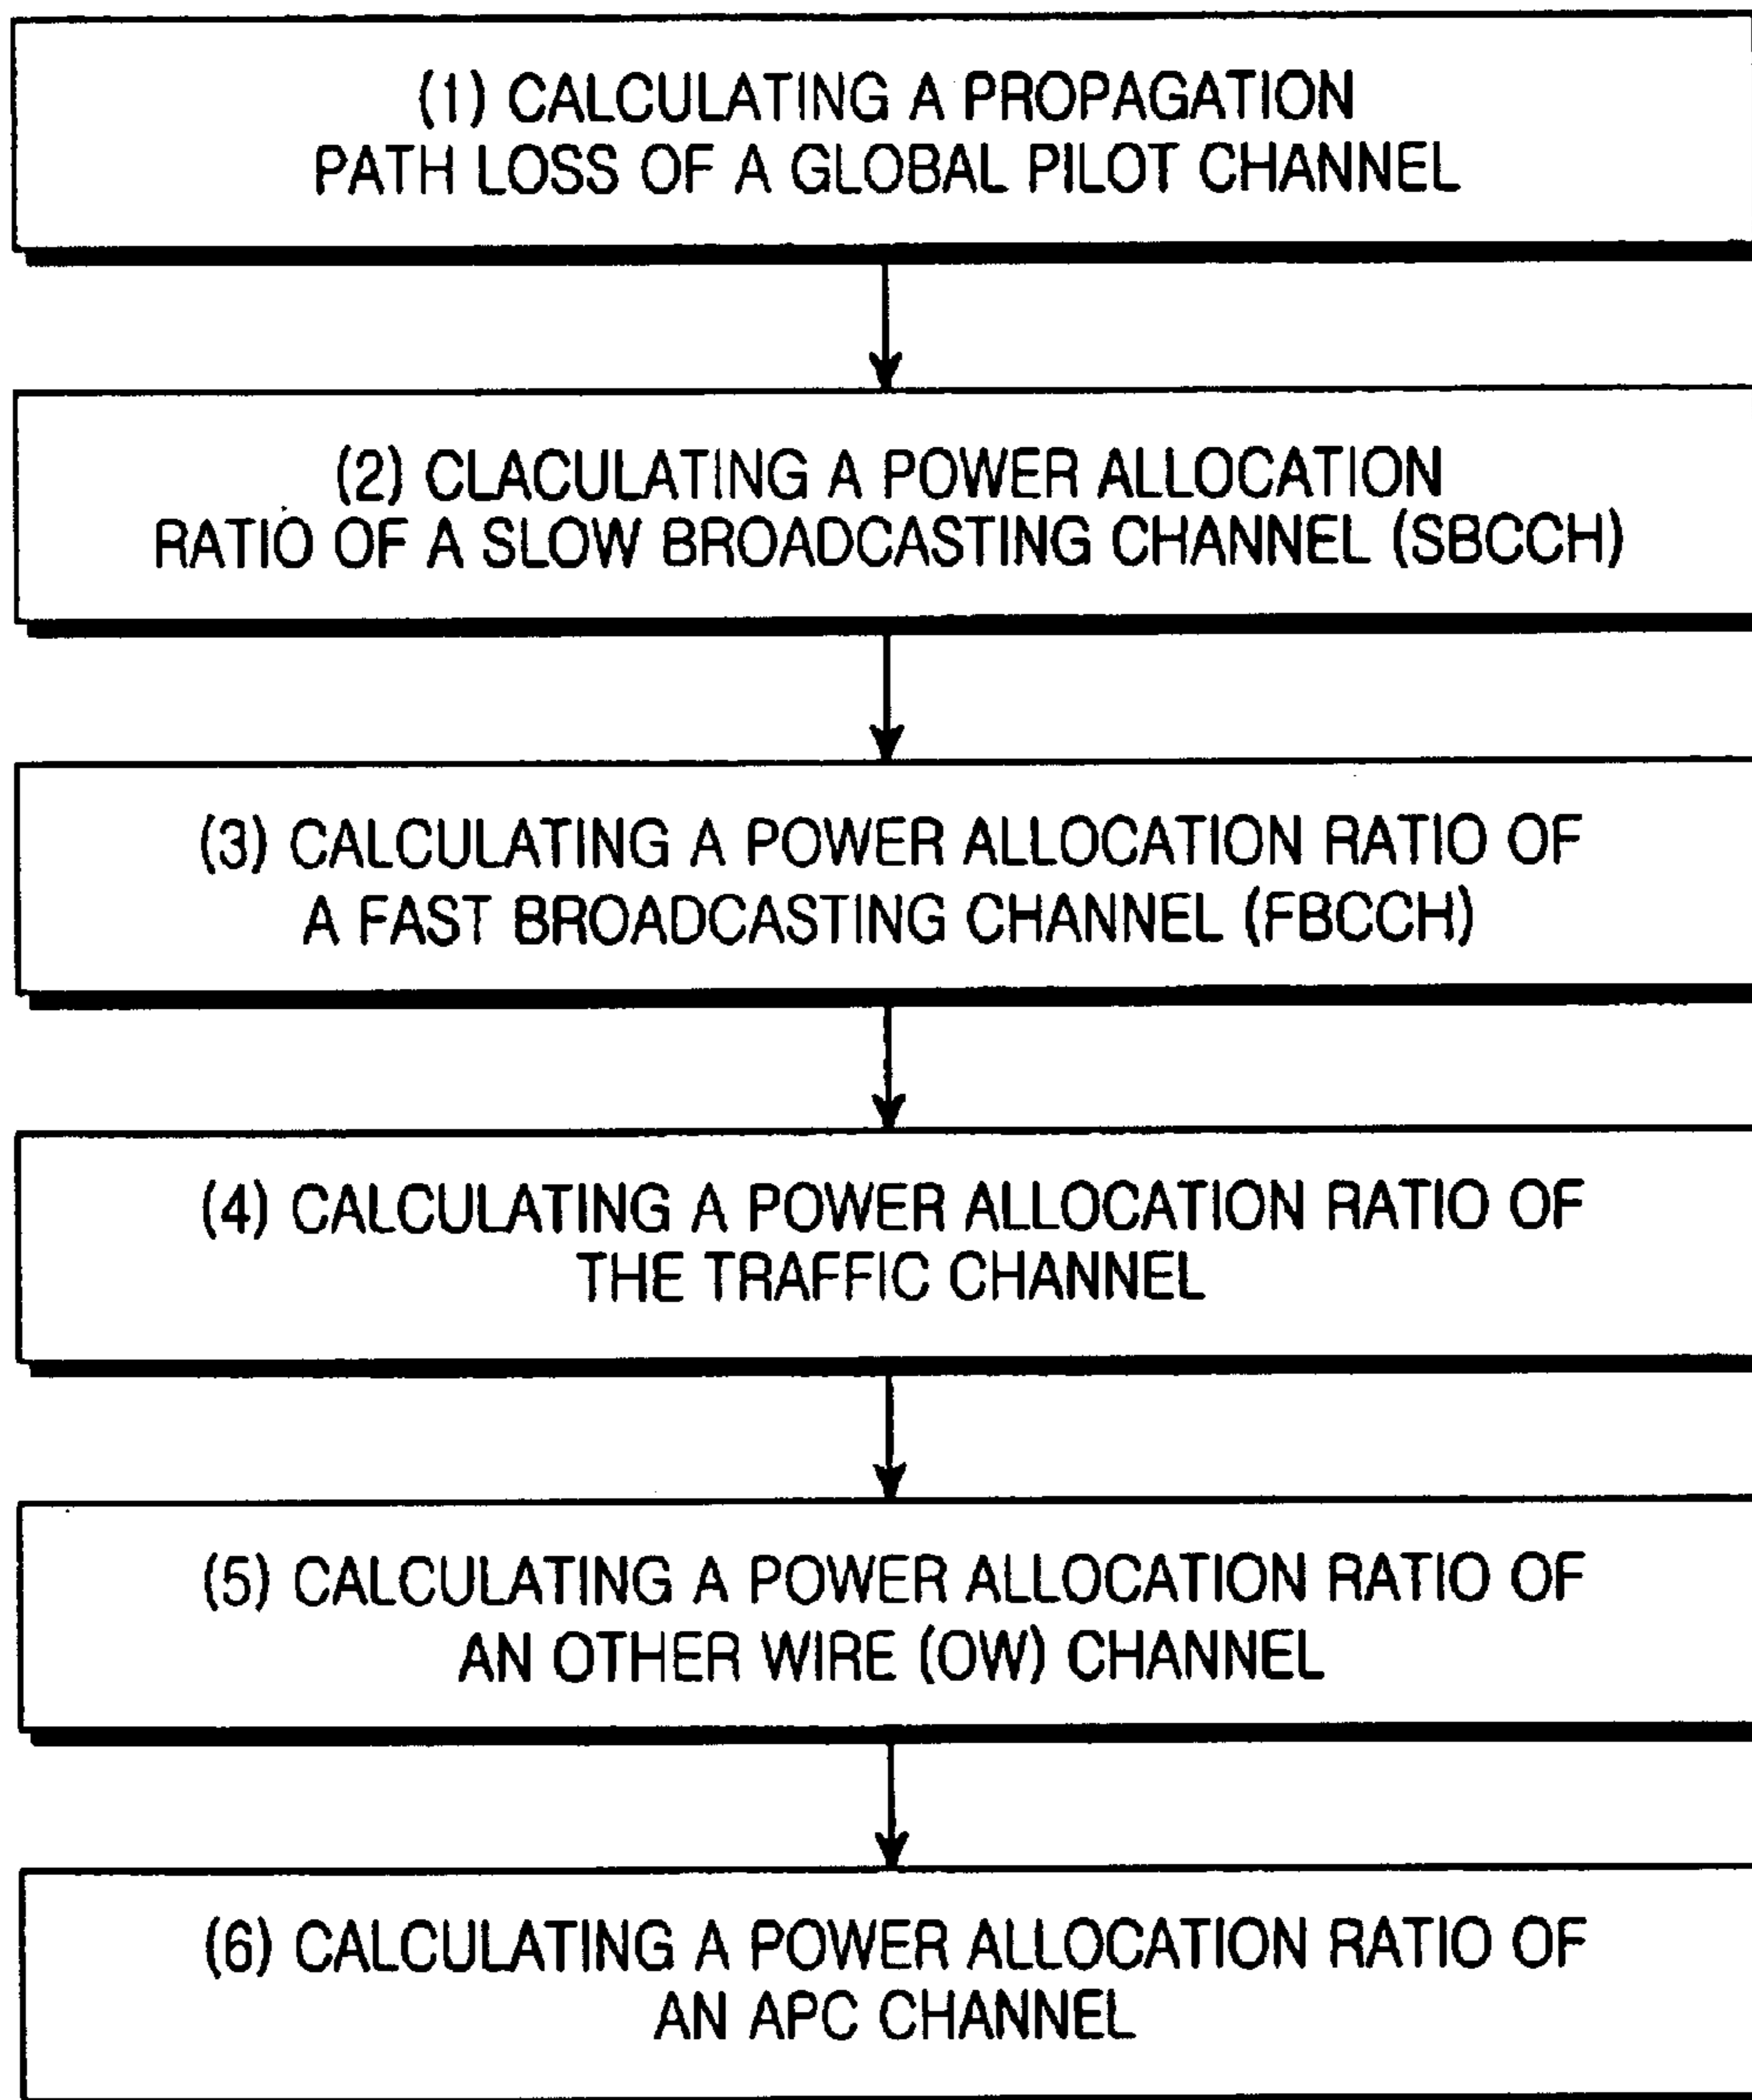 (1) CALCULATING A PROPAGATION
PATH LOSS OF A GLOBAL PILOT CHANNEL
(2) CLACULATING A POWER ALLOCATION
RATIO OF A SLOW BROADCASTING CHANNEL (SBCCH)
(3) CALCULATING A POWER ALLOCATION RATIO OF
A FAST BROADCASTING CHANNEL (FBCCH)
(4) CALCULATING A POWER ALLOCATION RATIO OF
THE TRAFFIC CHANNEL
(5) CALCULATING A POWER ALLOCATION RATIO OF
AN OTHER WIRE (OW) CHANNEL
(6) CALCULATING A POWER ALLOCATION RATIO OF
AN APC CHANNEL